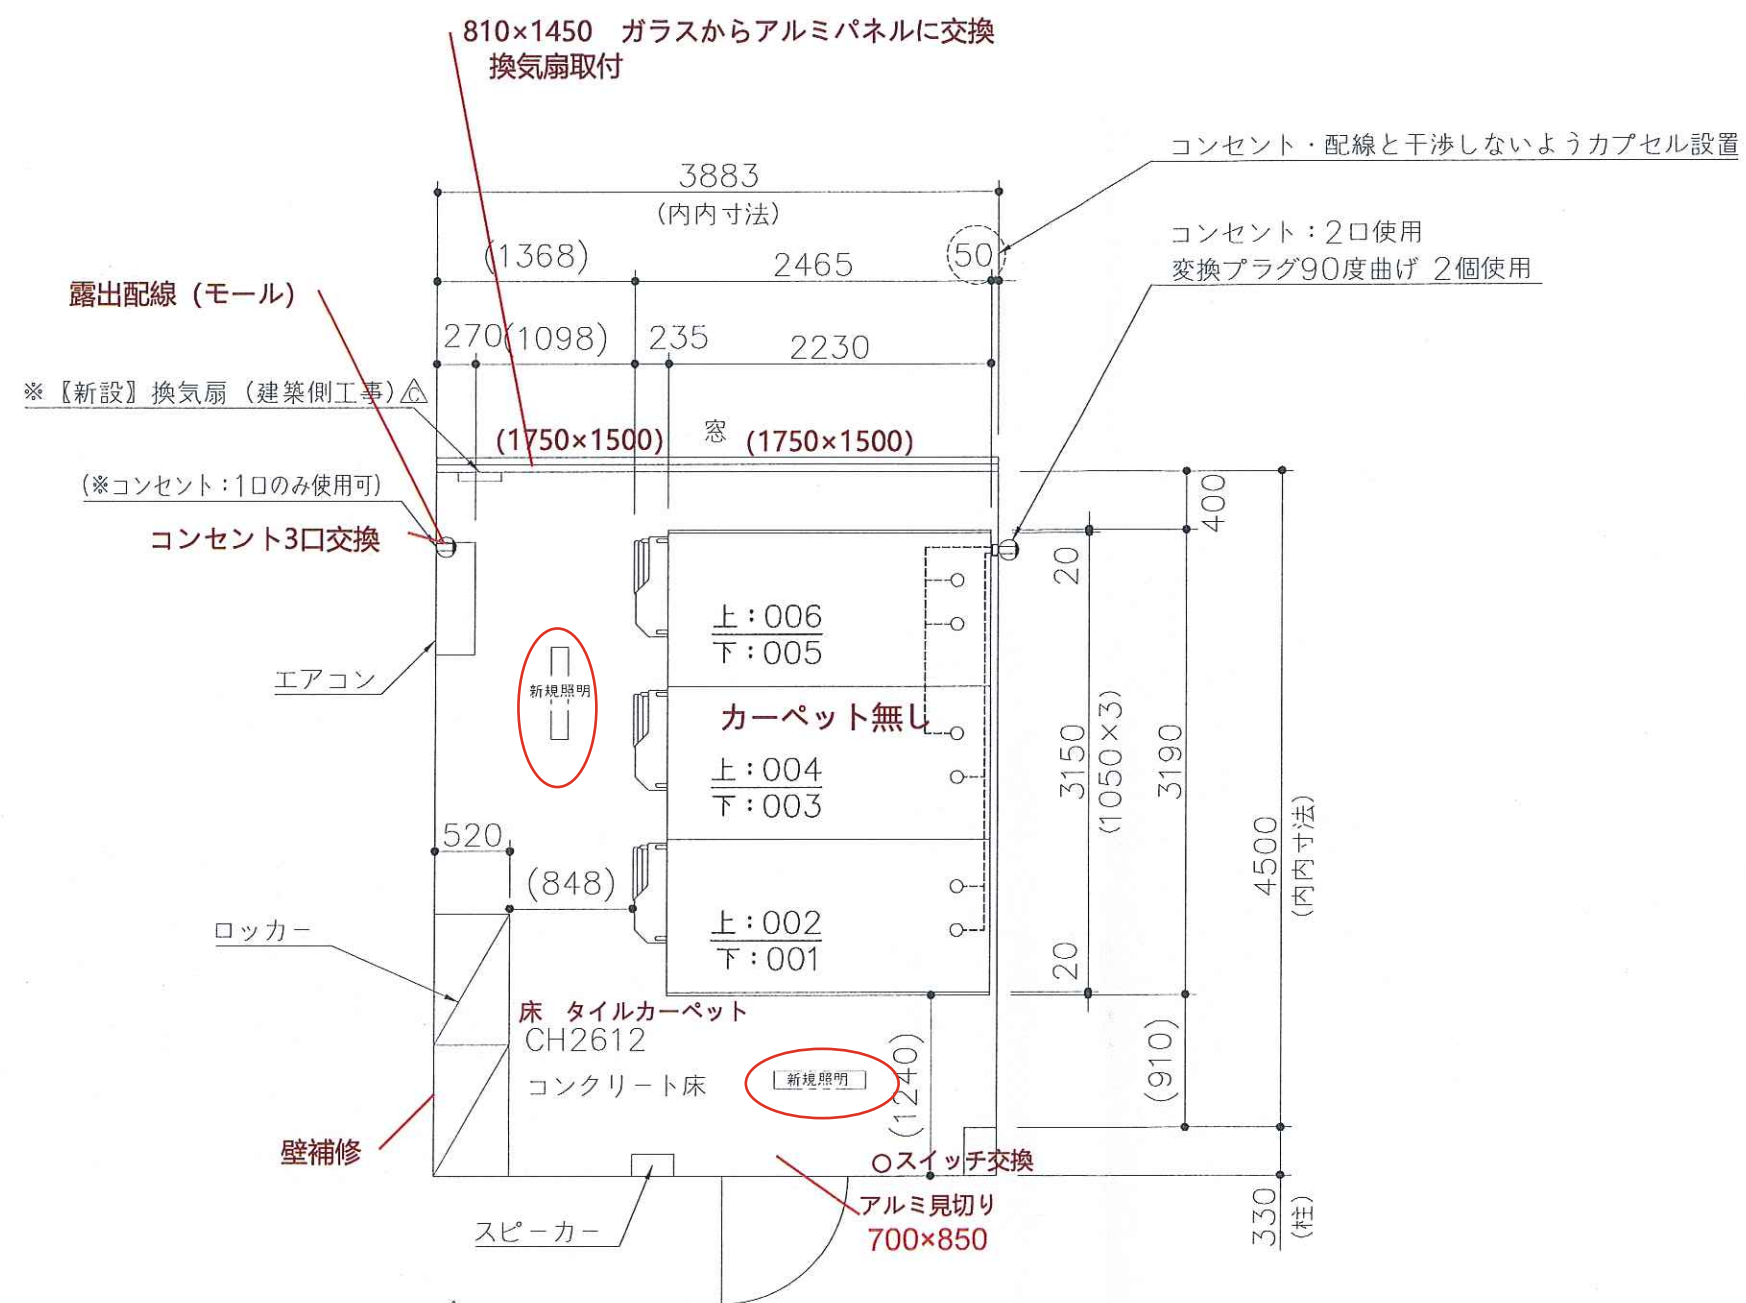 810×1450　ガラスからアルミパネルに交換
換気扇取付
コンセント・配線と干渉しないようカプセル設置
3883
(内内寸法)
コンセント：2口使用
変換プラグ90度曲げ 2個使用
(1368)
2465
50
露出配線 (モール)
270
(1098)
235
2230
※【新設】換気扇 (建築側工事) C
(1750×1500)
窓
(1750×1500)
(※コンセント：1口のみ使用可)
コンセント3口交換
400
20
上：006
下：005
エアコン
新規照明
カーペット無し
上：004
下：003
3150
(1050×3)
3190
4500
(内内寸法)
520
(848)
ロッカー
上：002
下：001
20
床　タイルカーペット
CH2612
コンクリート床
新規照明
(1240)
(910)
壁補修
スイッチ交換
アルミ見切り
700×850
スピーカー
330
(柱)